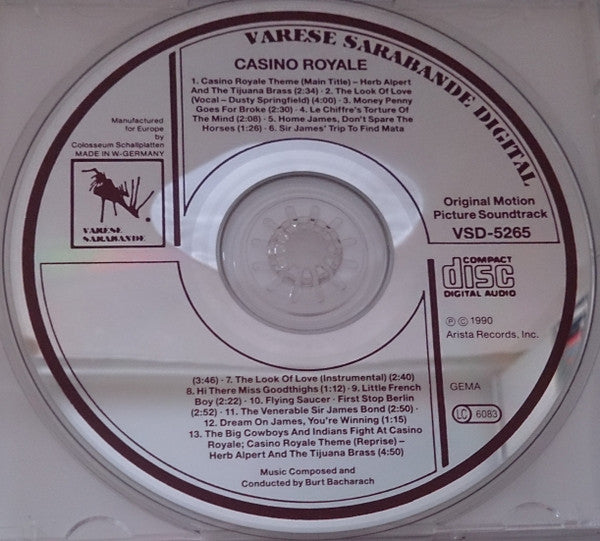 VARESE SARABANDE DIGITAL
CASINO ROYALE
1. Casino Royale Theme (Main Title) – Herb Alpert
And The Tijuana Brass (2:34) · 2. The Look Of Love
(Vocal – Dusty Springfield) (4:00) · 3. Money Penny
Goes For Broke (2:30) · 4. Le Chiffre's Torture Of
The Mind (2:08) · 5. Home James, Don't Spare The
Horses (1:26) · 6. Sir James' Trip To Find Mata
Manufactured
for Europe
by
Colosseum Schallplatten
MADE IN W-GERMANY
VARESE
SARABANDE
Original Motion
Picture Soundtrack
VSD-5265
COMPACT
disc
DIGITAL AUDIO
Ⓟ © 1990
Arista Records, Inc.
GEMA
LC 6083
(3:46) · 7. The Look Of Love (Instrumental) (2:40)
8. Hi There Miss Goodthighs (1:12) · 9. Little French
Boy (2:22) · 10. Flying Saucer · First Stop Berlin
(2:52) · 11. The Venerable Sir James Bond (2:50) ·
12. Dream On James, You're Winning (1:15)
13. The Big Cowboys And Indians Fight At Casino
Royale; Casino Royale Theme (Reprise) –
Herb Alpert And The Tijuana Brass (4:50)
Music Composed and
Conducted by Burt Bacharach